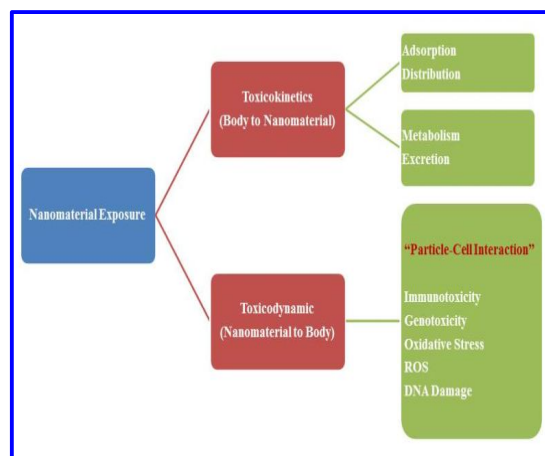 Nanomaterial Exposure
Toxicokinetics
(Body to Nanomaterial)
Adsorption
Distribution
Metabolism
Excretion
Toxicodynamic
(Nanomaterial to Body)
“Particle-Cell Interaction”
Immunotoxicity
Genotoxicity
Oxidative Stress
ROS
DNA Damage